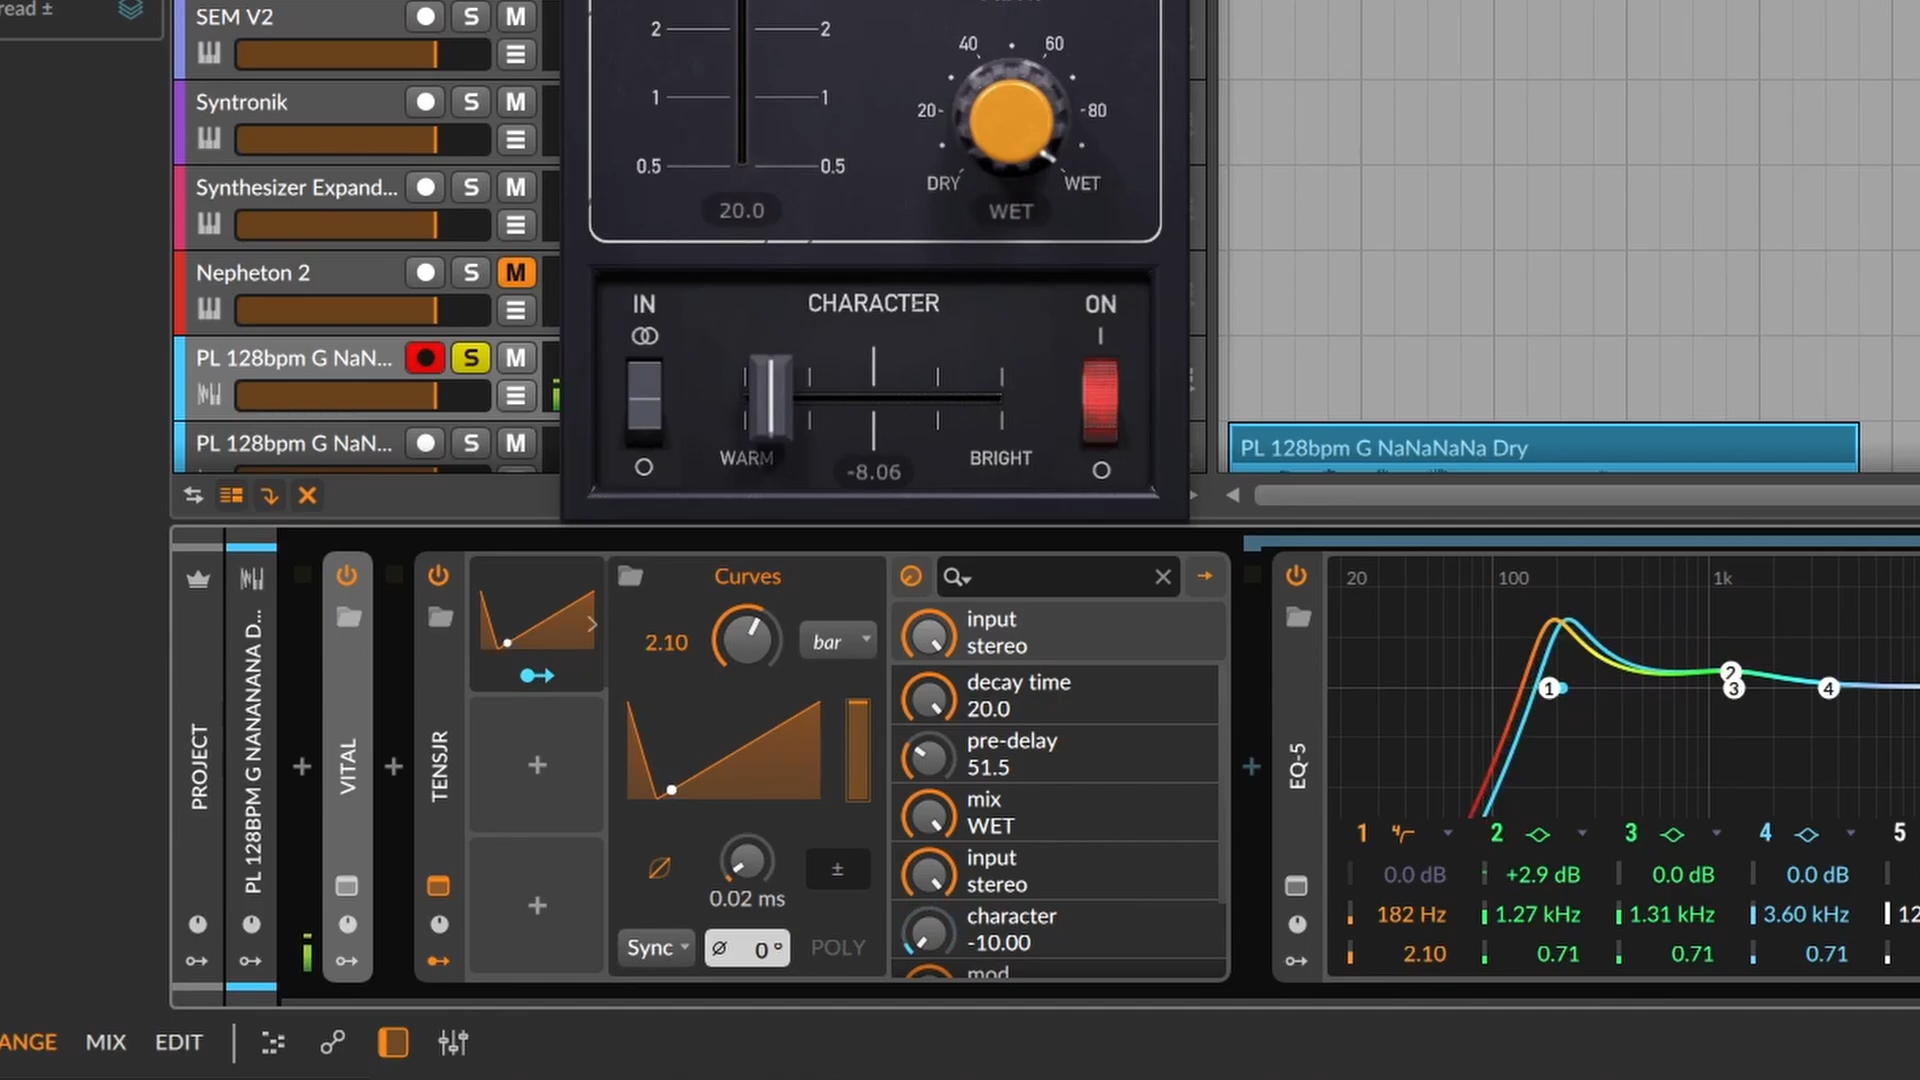 read ±
SEM V2 S M
Syntronik S M
Synthesizer Expand... S M
Nepheton 2 S M
PL 128bpm G NaN... S M
PL 128bpm G NaN... S M
2 2
1 1
0.5 0.5
20.0
40 60
20 80
DRY WET
WET
IN CHARACTER ON
WARM BRIGHT
-8.06
PL 128bpm G NaNaNaNa Dry
PROJECT
PL 128BPM G NANANANA D...
VITAL
TENSJR
Curves
2.10 bar
0.02 ms
±
Sync 0 ° POLY
input
stereo
decay time
20.0
pre-delay
51.5
mix
WET
input
stereo
character
-10.00
mod
EQ-5
20 100 1k
1 2 3 4
1 2 3 4 5
0.0 dB +2.9 dB 0.0 dB 0.0 dB
182 Hz 1.27 kHz 1.31 kHz 3.60 kHz 12
2.10 0.71 0.71 0.71
ANGE MIX EDIT